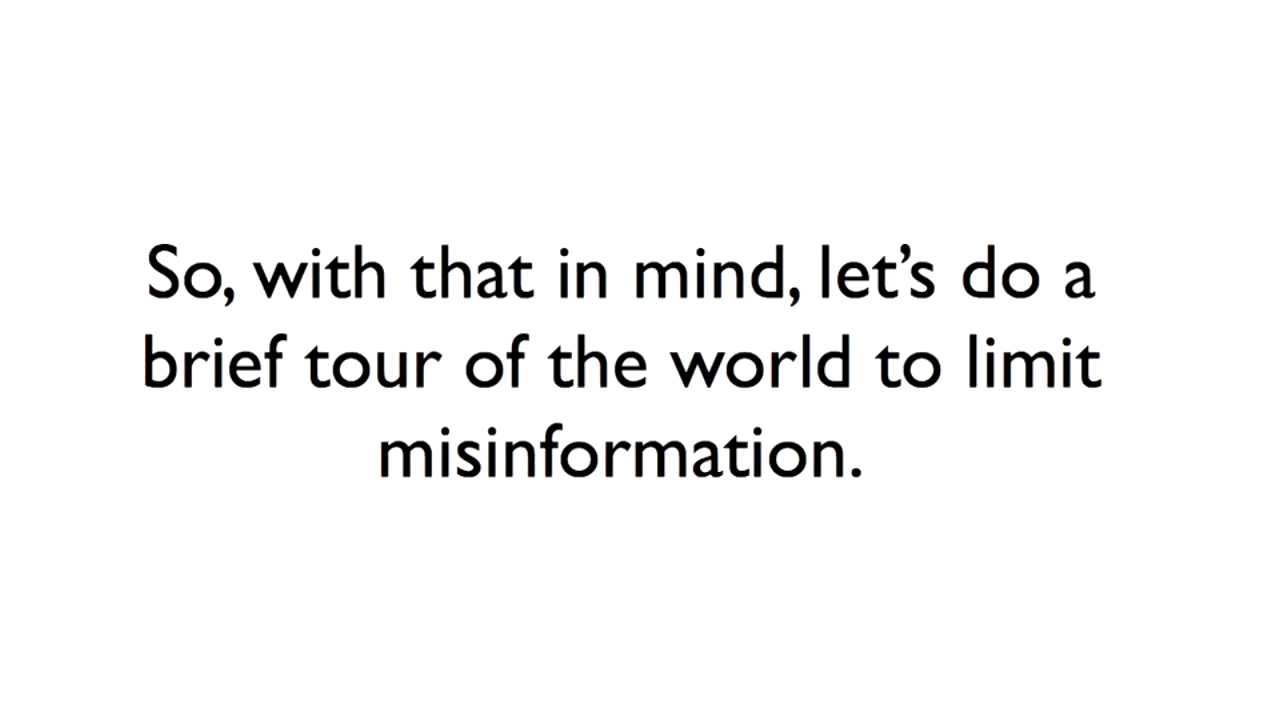 So, with that in mind, let’s do a
brief tour of the world to limit
misinformation.